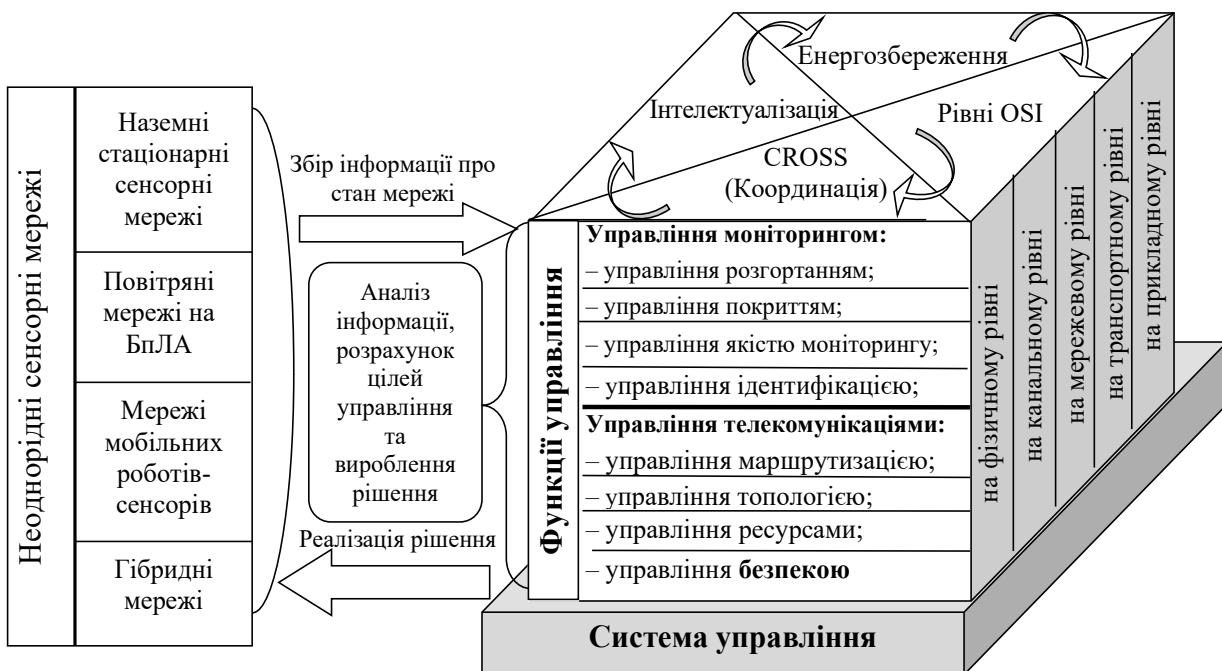 Неоднорідні сенсорні мережі
Наземні
стаціонарні
сенсорні
мережі
Повітряні
мережі на
БпЛА
Мережі
мобільних
роботів-
сенсорів
Гібридні
мережі
Збір інформації про
стан мережі
Аналіз
інформації,
розрахунок
цілей
управління
та
вироблення
рішення
Реалізація рішення
Енергозбереження
Інтелектуалізація
Рівні OSI
CROSS
(Координація)
Функції управління
Управління моніторингом:
– управління розгортанням;
– управління покриттям;
– управління якістю моніторингу;
– управління ідентифікацією;
Управління телекомунікаціями:
– управління маршрутизацією;
– управління топологією;
– управління ресурсами;
– управління безпекою
на фізичному рівні
на канальному рівні
на мережевому рівні
на транспортному рівні
на прикладному рівні
Система управління